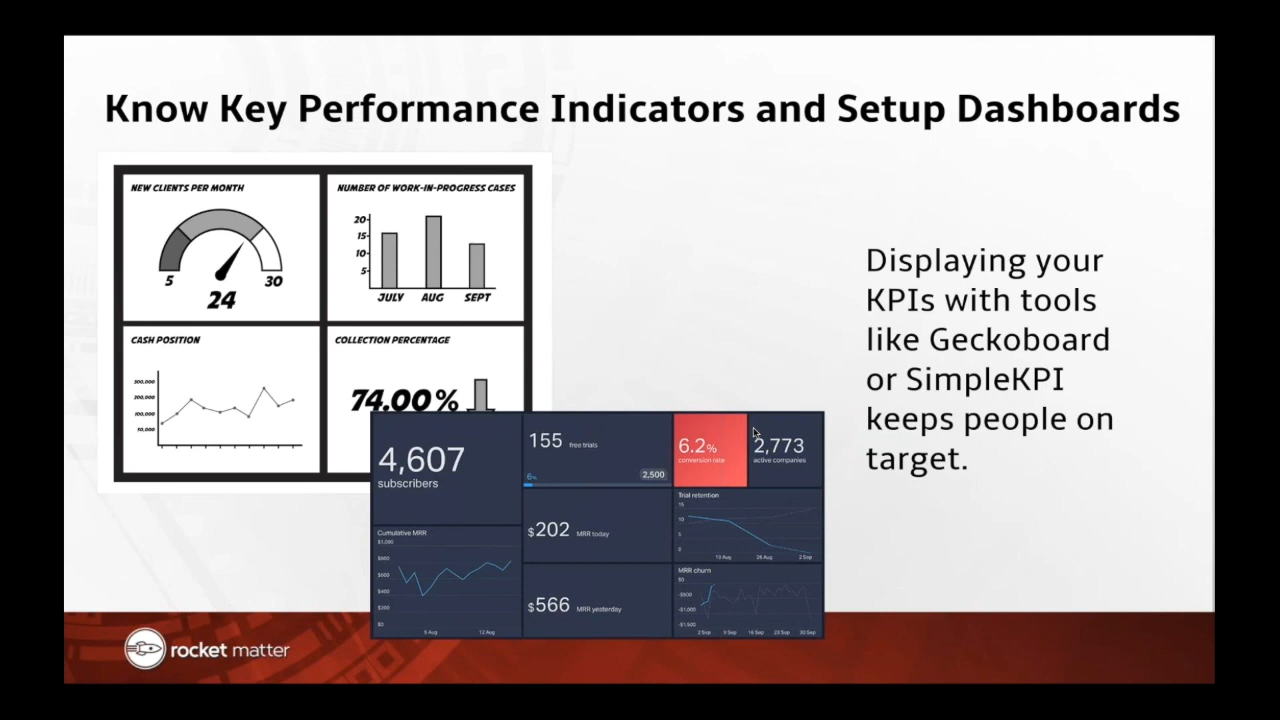 Know Key Performance Indicators and Setup Dashboards
NEW CLIENTS PER MONTH
5
30
24
NUMBER OF WORK-IN-PROGRESS CASES
20
15
10
5
JULY AUG SEPT
CASH POSITION
300,000
200,000
100,000
50,000
COLLECTION PERCENTAGE
74.00%
4,607
subscribers
155 free trials
6%
2,500
6.2%
conversion rate
2,773
active companies
Cumulative MRR
$1,000
$800
$600
$400
$200
$0
5 Aug 12 Aug
$202 MRR today
$566 MRR yesterday
Trial retention
15
10
5
0
13 Aug 26 Aug 2 Sep
MRR churn
$0
-$500
-$1,000
-$1,500
2 Sep 9 Sep 16 Sep 23 Sep 30 Sep
Displaying your
KPIs with tools
like Geckoboard
or SimpleKPI
keeps people on
target.
rocket matter